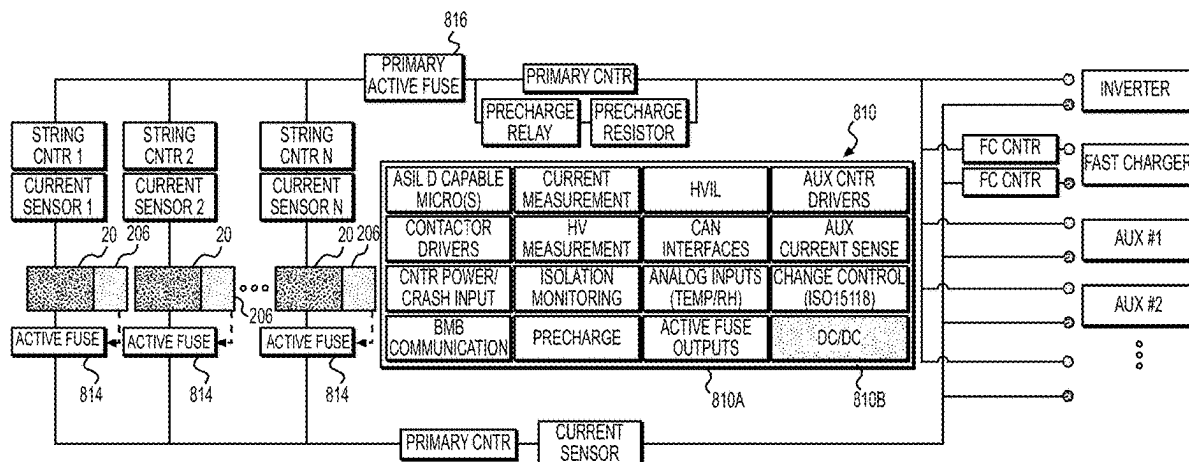 816
PRIMARY
ACTIVE FUSE
PRIMARY CNTR
PRECHARGE
RELAY
PRECHARGE
RESISTOR
810
INVERTER
STRING
CNTR 1
STRING
CNTR 2
STRING
CNTR N
CURRENT
SENSOR 1
CURRENT
SENSOR 2
CURRENT
SENSOR N
FC CNTR
FC CNTR
FAST CHARGER
ASIL D CAPABLE
MICRO(S)
CURRENT
MEASUREMENT
HVIL
AUX CNTR
DRIVERS
CONTACTOR
DRIVERS
HV
MEASUREMENT
CAN
INTERFACES
AUX
CURRENT SENSE
CNTR POWER/
CRASH INPUT
ISOLATION
MONITORING
ANALOG INPUTS
(TEMP/RH)
CHANGE CONTROL
(ISO15118)
BMB
COMMUNICATION
PRECHARGE
ACTIVE FUSE
OUTPUTS
DC/DC
20
206
20
20
206
206
AUX #1
AUX #2
ACTIVE FUSE
ACTIVE FUSE
ACTIVE FUSE
814
814
814
810A
810B
PRIMARY CNTR
CURRENT
SENSOR